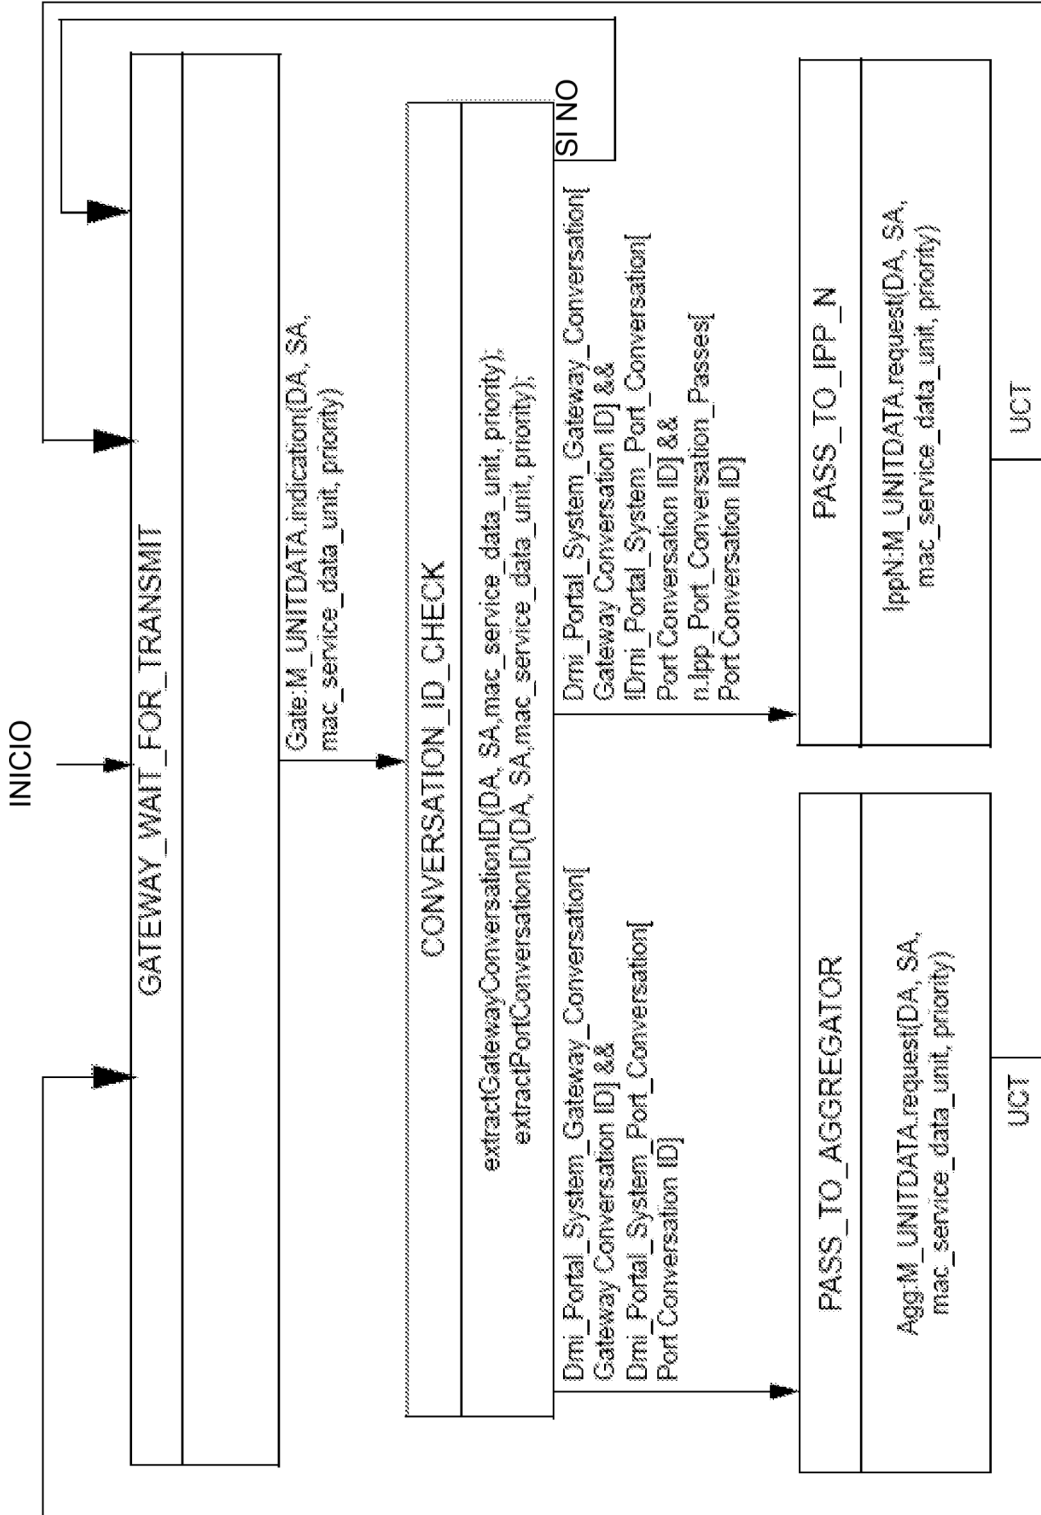 INICIO
GATEWAY_WAIT_FOR_TRANSMIT
Gate:M_UNITDATA.indication(DA, SA,
mac_service_data_unit, priority)
CONVERSATION_ID_CHECK
extractGatewayConversationID(DA, SA,mac_service_data_unit, priority);
extractPortConversationID(DA, SA,mac_service_data_unit, priority);
SI NO
Drni_Portal_System_Gateway_Conversation[
Gateway Conversation ID] &&
Drni_Portal_System_Port_Conversation[
Port Conversation ID]
Drni_Portal_System_Gateway_Conversation[
Gateway Conversation ID] &&
!Drni_Portal_System_Port_Conversation[
Port Conversation ID] &&
n.Ipp_Port_Conversation_Passes[
Port Conversation ID]
PASS_TO_AGGREGATOR
Agg:M_UNITDATA.request(DA, SA,
mac_service_data_unit, priority)
UCT
PASS_TO_IPP_N
IppN:M_UNITDATA.request(DA, SA,
mac_service_data_unit, priority)
UCT